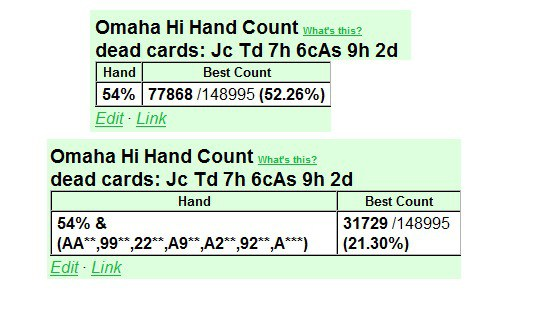 Omaha Hi Hand Count What's this?
dead cards: Jc Td 7h 6cAs 9h 2d
Hand Best Count
54% 77868 /148995 (52.26%)
Edit · Link
Omaha Hi Hand Count What's this?
dead cards: Jc Td 7h 6cAs 9h 2d
Hand Best Count
54% & 31729 /148995
(AA**,99**,22**,A9**,A2**,92**,A***) (21.30%)
Edit · Link